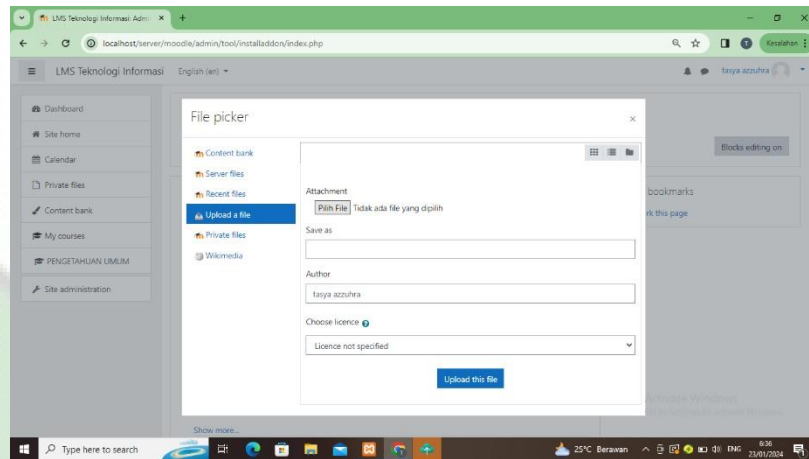 LMS Teknologi Informasi: Admi
localhost/server/moodle/admin/tool/installaddon/index.php
T
Kesalahan
LMS Teknologi Informasi English (en)
tasya azzuhra
Dashboard
Site home
Calendar
Private files
Content bank
My courses
PENGETAHUAN UMUM
Site administration
File picker
Content bank
Server files
Recent files
Upload a file
Private files
Wikimedia
Attachment
Pilih File Tidak ada file yang dipilih
Save as
Author
tasya azzuhra
Choose licence
Licence not specified
Upload this file
Blocks editing on
bookmarks
rk this page
Show more...
Activate Windows
Type here to search
25°C Berawan
ENG
6:36
23/01/2024